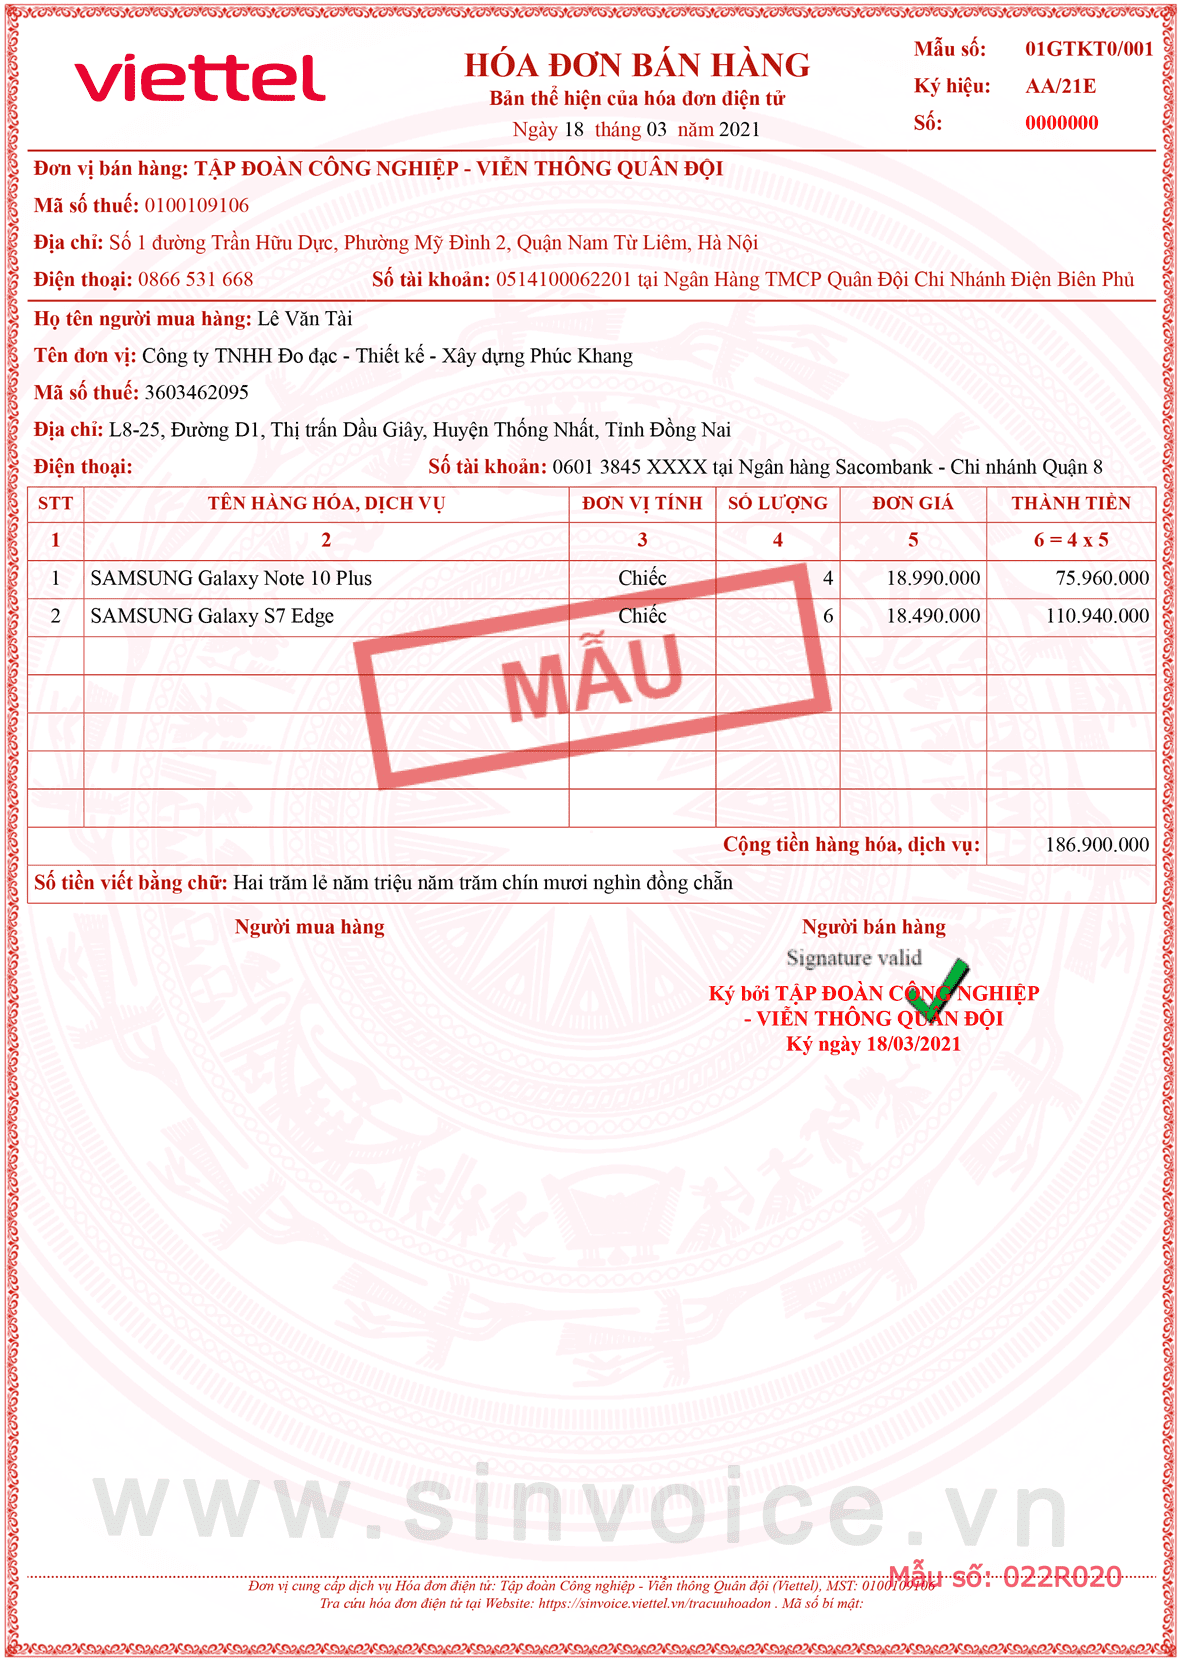 viettel
HÓA ĐƠN BÁN HÀNG
Bản thể hiện của hóa đơn điện tử
Ngày 18 tháng 03 năm 2021
Mẫu số: 01GTKT0/001
Ký hiệu: AA/21E
Số: 0000000
Đơn vị bán hàng: TẬP ĐOÀN CÔNG NGHIỆP - VIỄN THÔNG QUÂN ĐỘI
Mã số thuế: 0100109106
Địa chỉ: Số 1 đường Trần Hữu Dực, Phường Mỹ Đình 2, Quận Nam Từ Liêm, Hà Nội
Điện thoại: 0866 531 668 Số tài khoản: 0514100062201 tại Ngân Hàng TMCP Quân Đội Chi Nhánh Điện Biên Phủ
Họ tên người mua hàng: Lê Văn Tài
Tên đơn vị: Công ty TNHH Đo đạc - Thiết kế - Xây dựng Phúc Khang
Mã số thuế: 3603462095
Địa chỉ: L8-25, Đường D1, Thị trấn Dầu Giây, Huyện Thống Nhất, Tỉnh Đồng Nai
Điện thoại: Số tài khoản: 0601 3845 XXXX tại Ngân hàng Sacombank - Chi nhánh Quận 8
STT TÊN HÀNG HÓA, DỊCH VỤ ĐƠN VỊ TÍNH SỐ LƯỢNG ĐƠN GIÁ THÀNH TIỀN
1 2 3 4 5 6 = 4 x 5
1 SAMSUNG Galaxy Note 10 Plus Chiếc 4 18.990.000 75.960.000
2 SAMSUNG Galaxy S7 Edge Chiếc 6 18.490.000 110.940.000
MẪU
Cộng tiền hàng hóa, dịch vụ: 186.900.000
Số tiền viết bằng chữ: Hai trăm lẻ năm triệu năm trăm chín mươi nghìn đồng chẵn
Người mua hàng Người bán hàng
Signature valid
Ký bởi TẬP ĐOÀN CÔNG NGHIỆP
- VIỄN THÔNG QUÂN ĐỘI
Ký ngày 18/03/2021
www.sinvoice.vn
Mẫu số: 022R020
Đơn vị cung cấp dịch vụ Hóa đơn điện tử: Tập đoàn Công nghiệp - Viễn thông Quân đội (Viettel), MST: 0100109106
Tra cứu hóa đơn điện tử tại Website: https://sinvoice.viettel.vn/tracuuhoadon . Mã số bí mật: